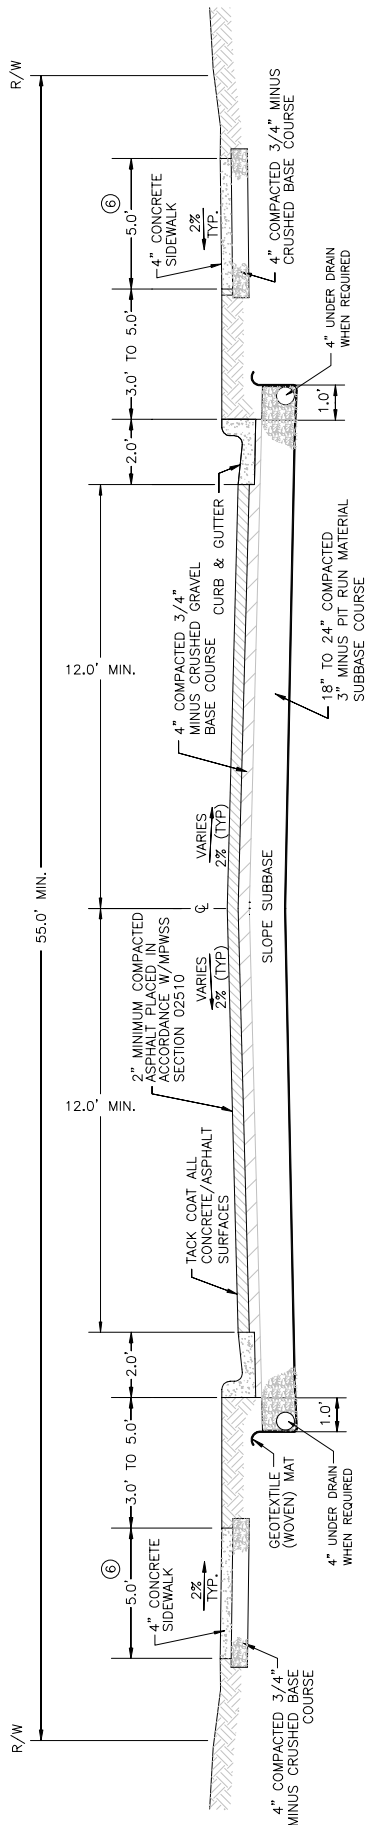 R/W
R/W
55.0' MIN.
6
5.0'
3.0' TO 5.0'
2.0'
12.0' MIN.
12.0' MIN.
2.0'
3.0' TO 5.0'
6
5.0'
4" CONCRETE
SIDEWALK
2%
TYP.
TACK COAT ALL
CONCRETE/ASPHALT
SURFACES
2" MINIMUM COMPACTED
ASPHALT PLACED IN
ACCORDANCE W/MPWSS
SECTION 02510
VARIES
2% (TYP)
CL
VARIES
2% (TYP)
4" COMPACTED 3/4"
MINUS CRUSHED GRAVEL
BASE COURSE
CURB & GUTTER
4" CONCRETE
SIDEWALK
2%
TYP.
4" COMPACTED 3/4"
MINUS CRUSHED BASE
COURSE
GEOTEXTILE
(WOVEN) MAT
1.0'
4" UNDER DRAIN
WHEN REQUIRED
SLOPE SUBBASE
18" TO 24" COMPACTED
3" MINUS PIT RUN MATERIAL
SUBBASE COURSE
1.0'
4" UNDER DRAIN
WHEN REQUIRED
4" COMPACTED 3/4" MINUS
CRUSHED BASE COURSE